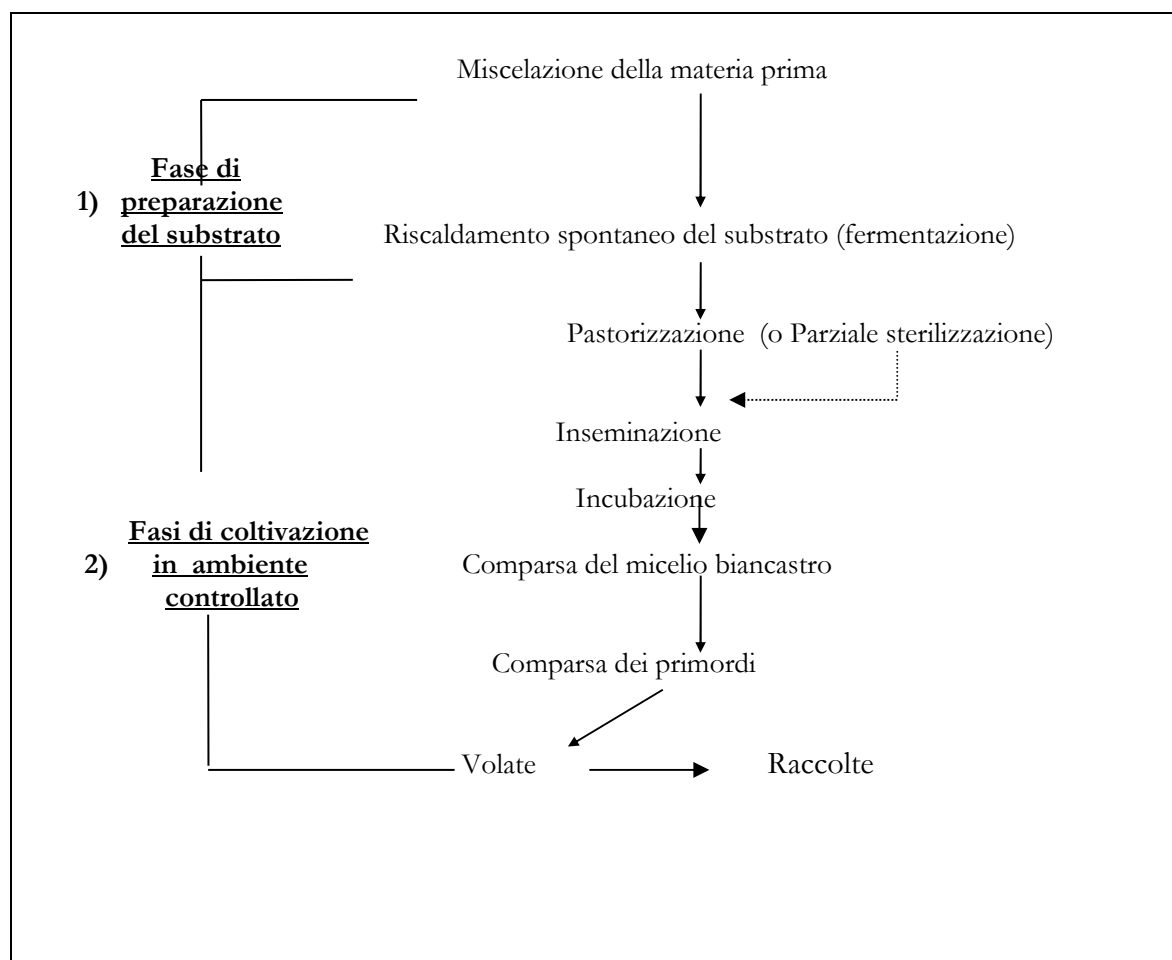 Miscelazione della materia prima
Fase di
1) preparazione
del substrato
Riscaldamento spontaneo del substrato (fermentazione)
Pastorizzazione (o Parziale sterilizzazione)
Inseminazione
Incubazione
Fasi di coltivazione
2) in ambiente
controllato
Comparsa del micelio biancastro
Comparsa dei primordi
Volate
Raccolte